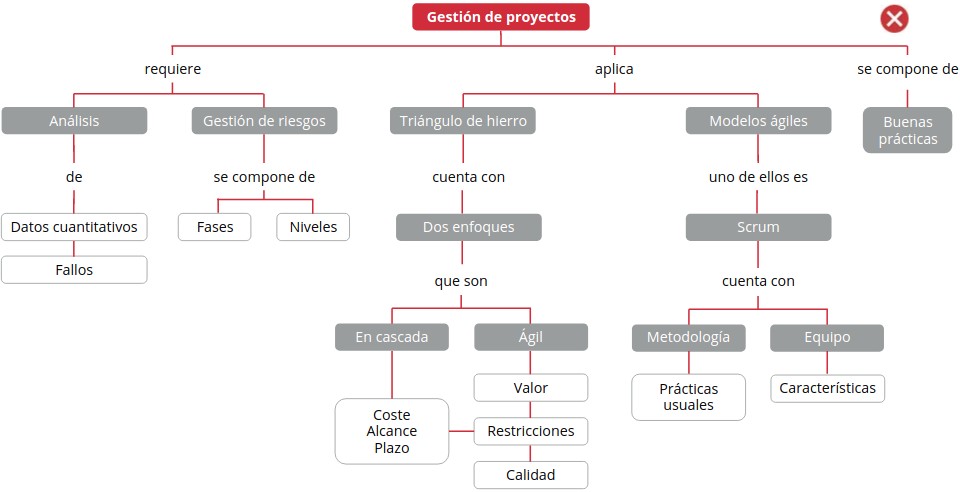 Gestión de proyectos
requiere
aplica
se compone de
Análisis
Gestión de riesgos
Triángulo de hierro
Modelos ágiles
Buenas
prácticas
de
se compone de
cuenta con
uno de ellos es
Datos cuantitativos
Fases
Niveles
Dos enfoques
Scrum
Fallos
que son
cuenta con
En cascada
Ágil
Metodología
Equipo
Valor
Prácticas
usuales
Características
Coste
Alcance
Plazo
Restricciones
Calidad